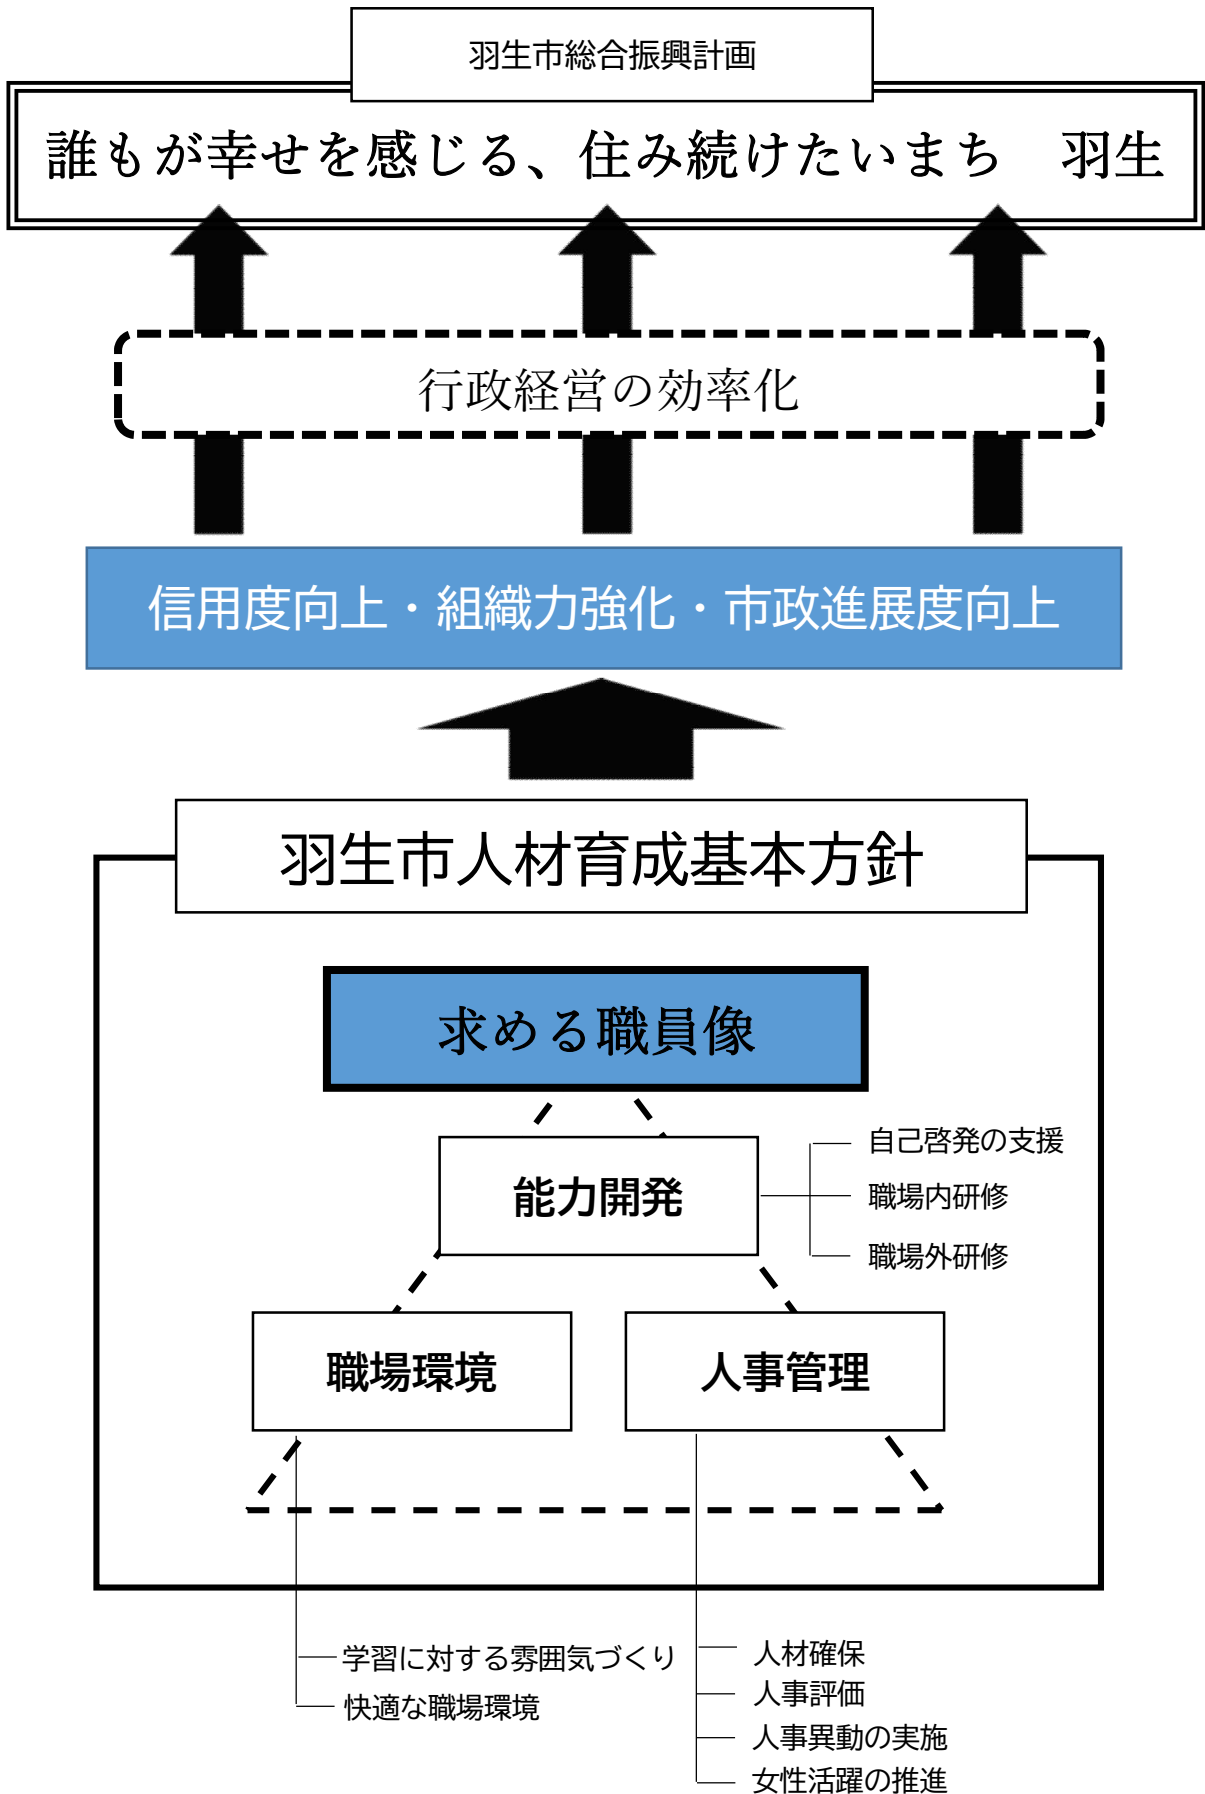 羽生市総合振興計画
誰もが幸せを感じる、住み続けたいまち　羽生
行政経営の効率化
信用度向上・組織力強化・市政進展度向上
羽生市人材育成基本方針
求める職員像
能力開発
自己啓発の支援
職場内研修
職場外研修
職場環境
人事管理
学習に対する雰囲気づくり
快適な職場環境
人材確保
人事評価
人事異動の実施
女性活躍の推進